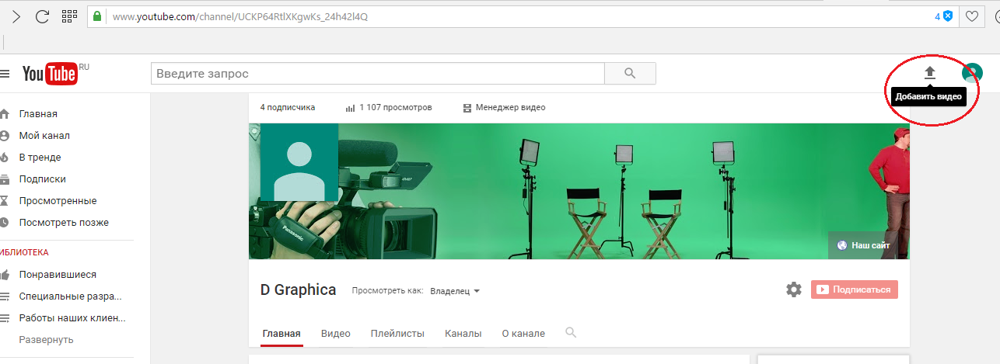 www.youtube.com/channel/UCKP64RtlXKgwKs_24h42l4Q
4
YouTube RU
Введите запрос
Добавить видео
4 подписчика
1 107 просмотров
Менеджер видео
Главная
Мой канал
В тренде
Подписки
Просмотренные
Посмотреть позже
ИБЛИОТЕКА
Понравившиеся
Специальные разра...
Работы наших клиен...
Развернуть
Panasonic
Наш сайт
D Graphica
Просмотреть как: Владелец
Подписаться
Главная
Видео
Плейлисты
Каналы
О канале